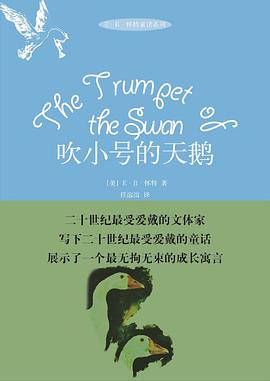 E·B·怀特童话系列
The Trumpet of
the Swan
吹小号的天鹅
[美] E·B·怀特 著
任溶溶 译
二十世纪最受爱戴的文体家
写下二十世纪最受爱戴的童话
展示了一个最无拘无束的成长寓言